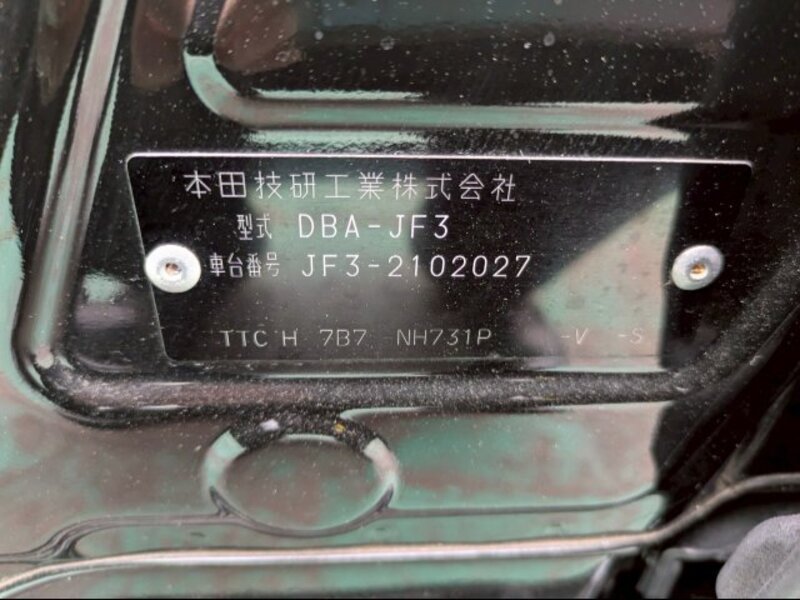 本田技研工業株式会社
型式 DBA-JF3
車台番号 JF3-2102027
TTC H 7B7 NH731P -V -S